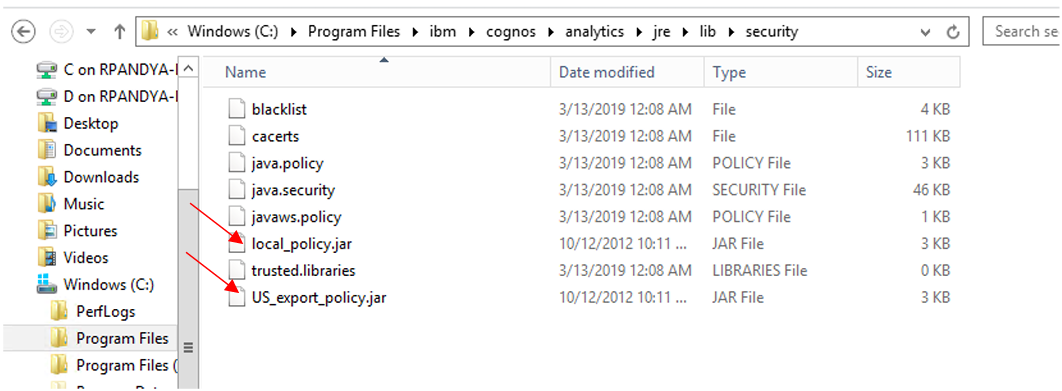 « Windows (C:) ▸ Program Files ▸ ibm ▸ cognos ▸ analytics ▸ jre ▸ lib ▸ security
Search se
C on RPANDYA-
D on RPANDYA-
Desktop
Documents
Downloads
Music
Pictures
Videos
Windows (C:)
PerfLogs
Program Files
Program Files (
Name Date modified Type Size
blacklist 3/13/2019 12:08 AM File 4 KB
cacerts 3/13/2019 12:08 AM File 111 KB
java.policy 3/13/2019 12:08 AM POLICY File 3 KB
java.security 3/13/2019 12:08 AM SECURITY File 46 KB
javaws.policy 3/13/2019 12:08 AM POLICY File 1 KB
local_policy.jar 10/12/2012 10:11 ... JAR File 3 KB
trusted.libraries 3/13/2019 12:08 AM LIBRARIES File 0 KB
US_export_policy.jar 10/12/2012 10:11 ... JAR File 3 KB